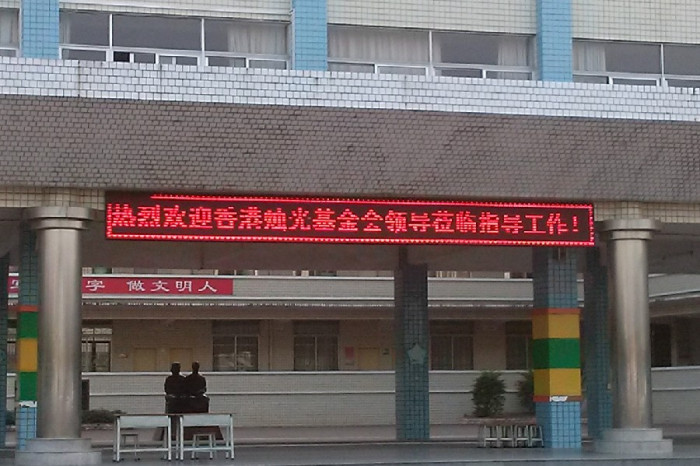 热烈欢迎香港烛光基金会领导莅临指导工作!
字 做文明人